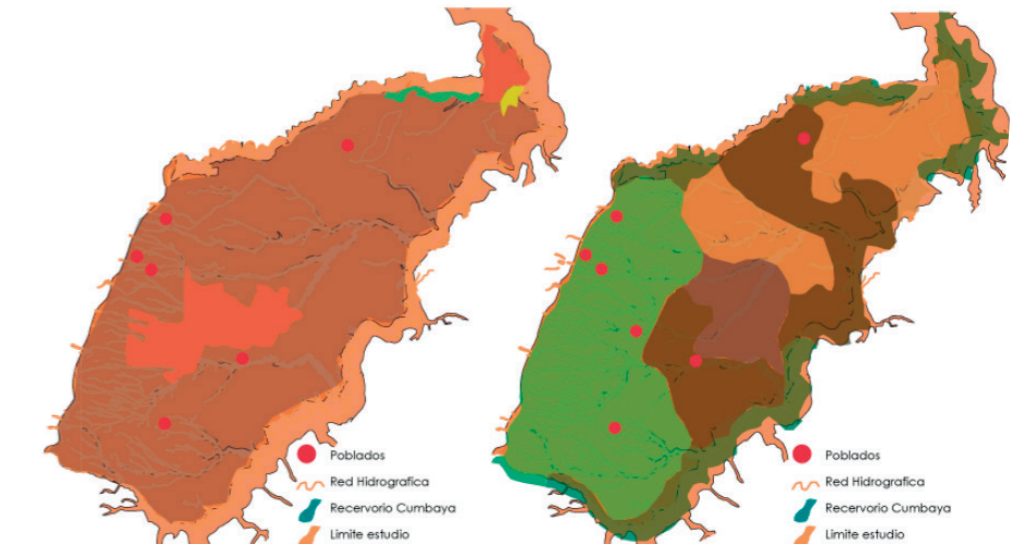 Poblados
Red Hidrografica
Recervorio Cumbaya
Limite estudio
Poblados
Red Hidrografica
Recervorio Cumbaya
Limite estudio